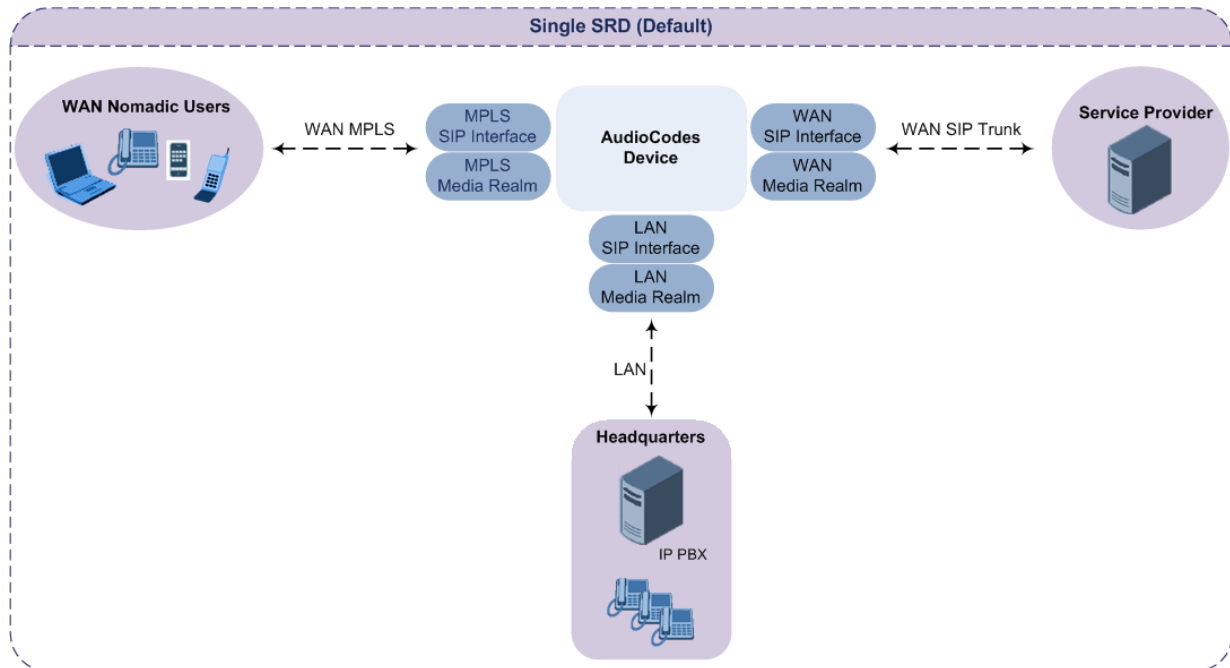 Single SRD (Default)
WAN Nomadic Users
WAN MPLS
MPLS
SIP Interface
MPLS
Media Realm
AudioCodes
Device
WAN
SIP Interface
WAN
Media Realm
WAN SIP Trunk
Service Provider
LAN
SIP Interface
LAN
Media Realm
LAN
Headquarters
IP PBX